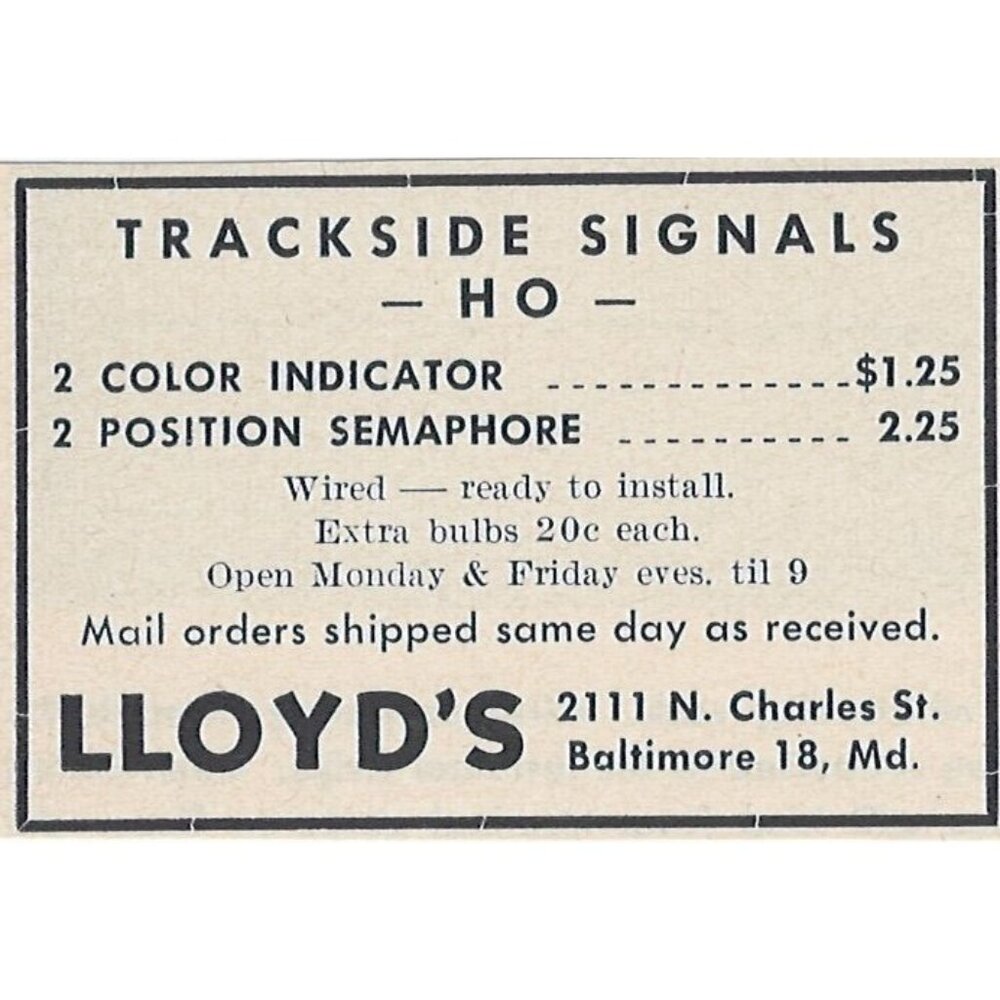 TRACKSIDE SIGNALS
— HO —
2 COLOR INDICATOR _ _ _ _ _ _ _ _ _ _ _ _ _ $1.25
2 POSITION SEMAPHORE _ _ _ _ _ _ _ _ _ _ 2.25
Wired — ready to install.
Extra bulbs 20c each.
Open Monday & Friday eves. til 9
Mail orders shipped same day as received.
LLOYD'S
2111 N. Charles St.
Baltimore 18, Md.